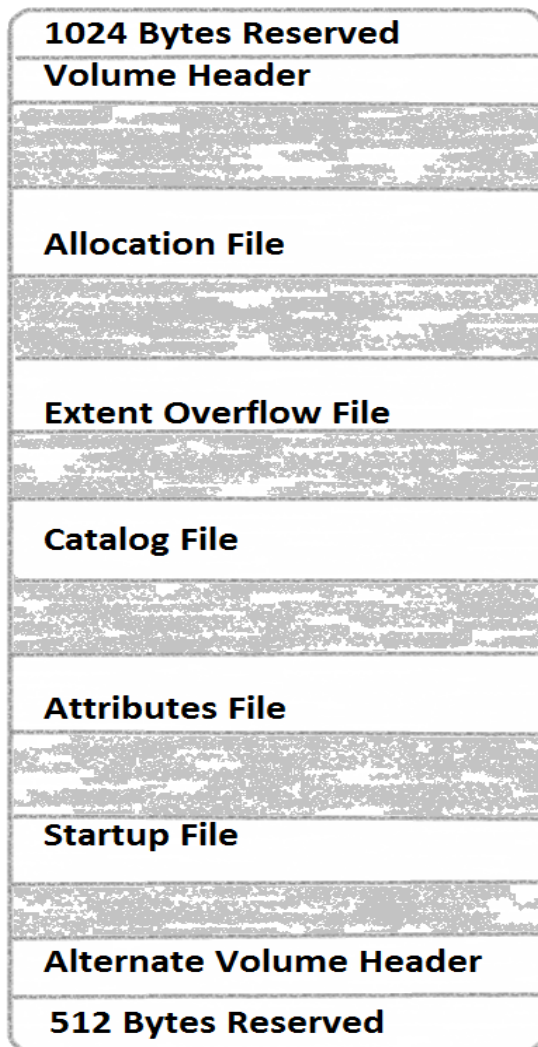 1024 Bytes Reserved
Volume Header
Allocation File
Extent Overflow File
Catalog File
Attributes File
Startup File
Alternate Volume Header
512 Bytes Reserved